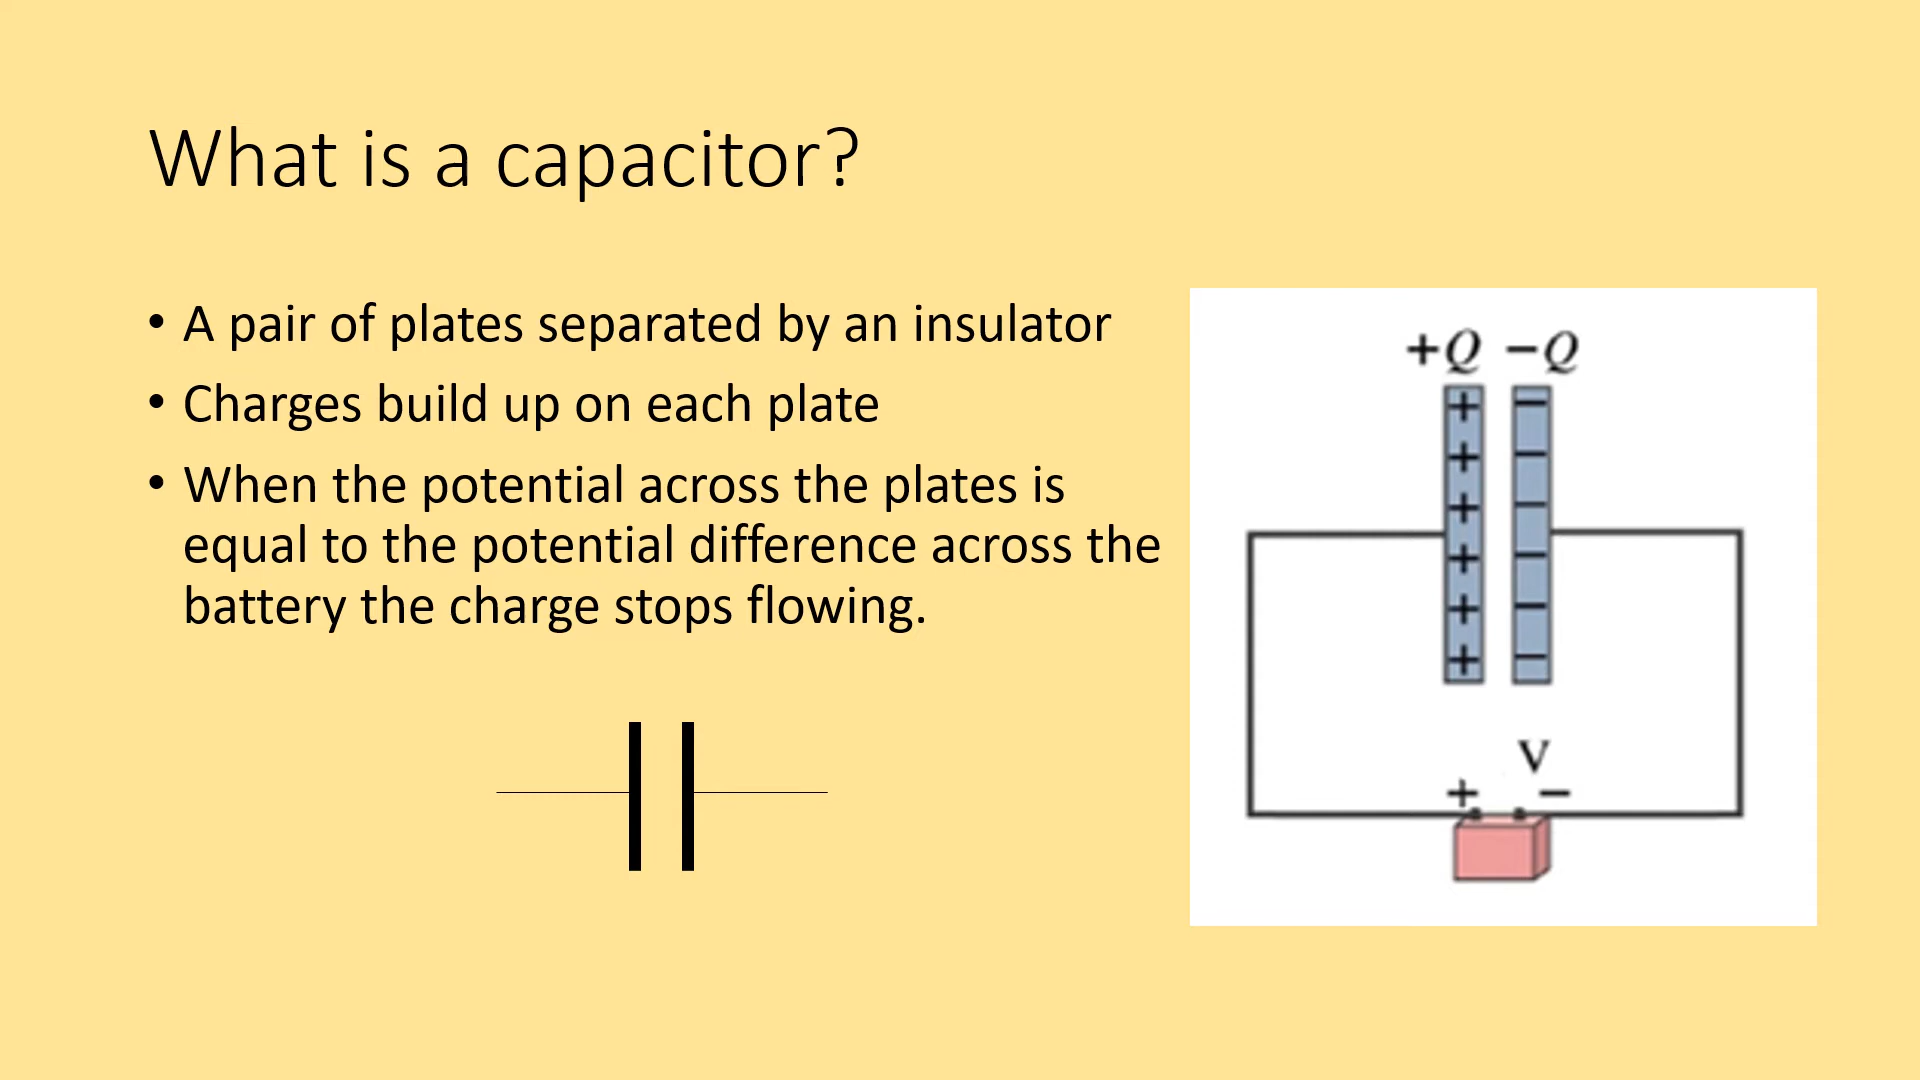 What is a capacitor?
• A pair of plates separated by an insulator
• Charges build up on each plate
• When the potential across the plates is
equal to the potential difference across the
battery the charge stops flowing.
+Q −Q
+ −
+ −
+ −
+ −
+ −
+ −
V
+ −